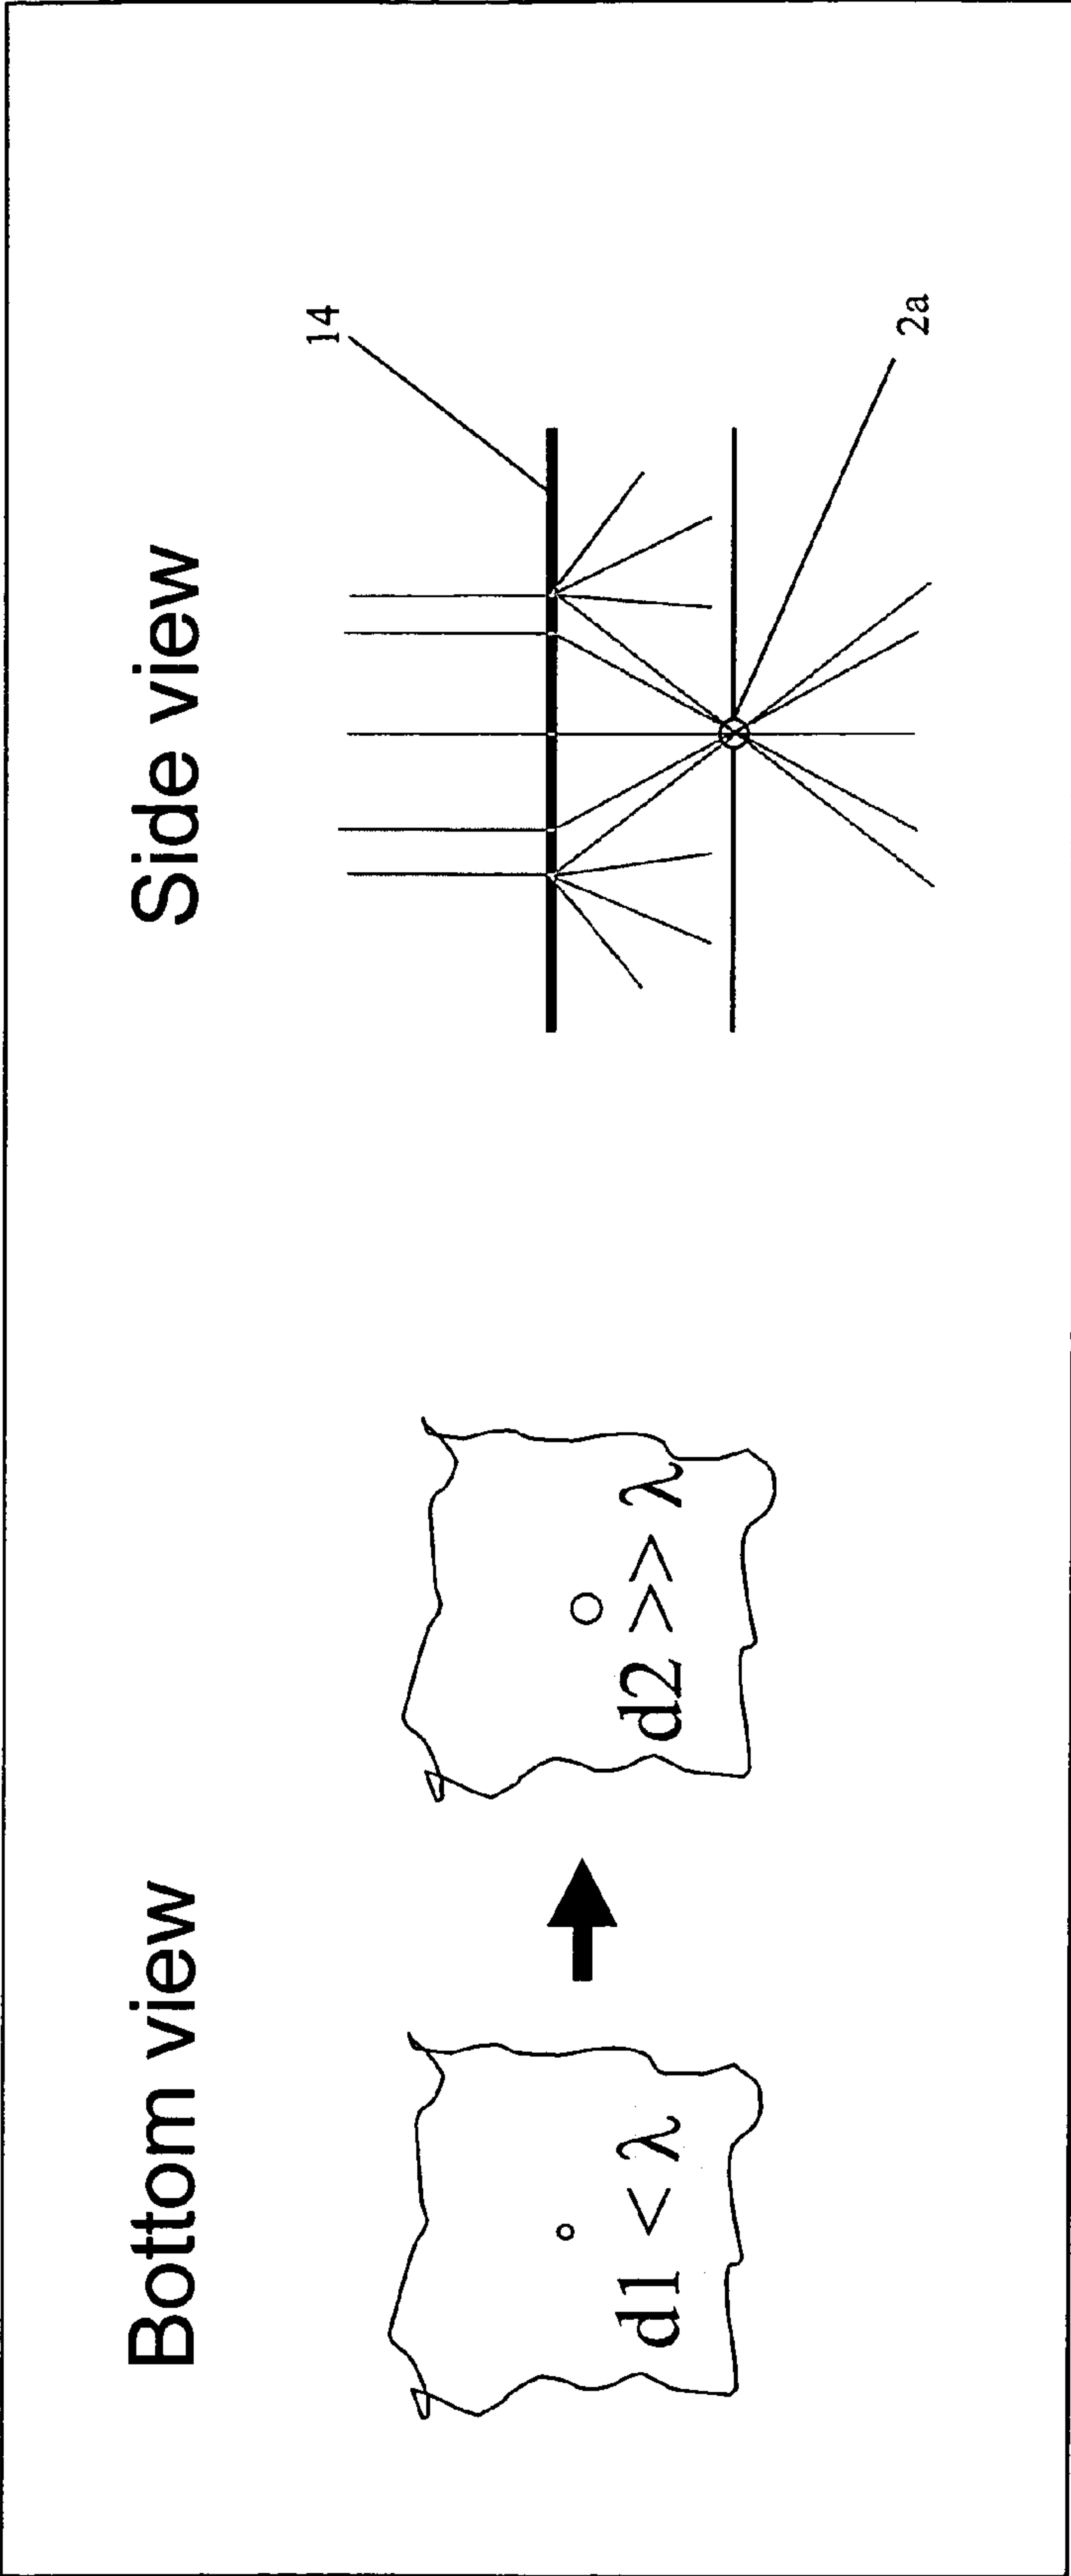 Bottom view
Side view
d1 < λ
d2 >> λ
14
2a